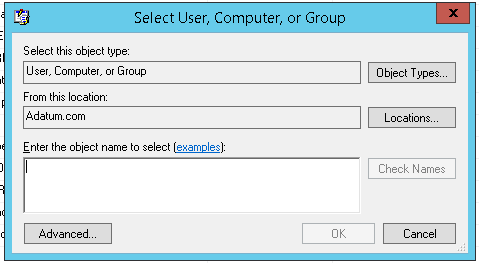 Select User, Computer, or Group
x
Select this object type:
User, Computer, or Group
Object Types...
From this location:
Adatum.com
Locations...
Enter the object name to select (examples):
Check Names
Advanced...
OK
Cancel